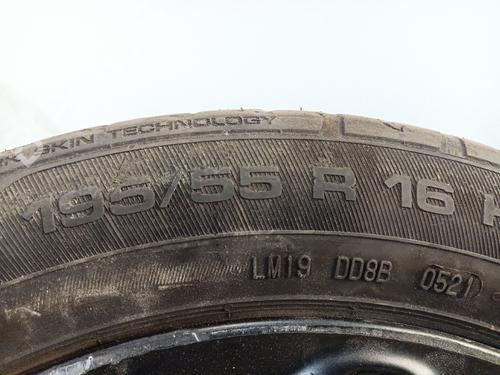 SKIN TECHNOLOGY
195/55 R 16
LM19 DD8B 0521